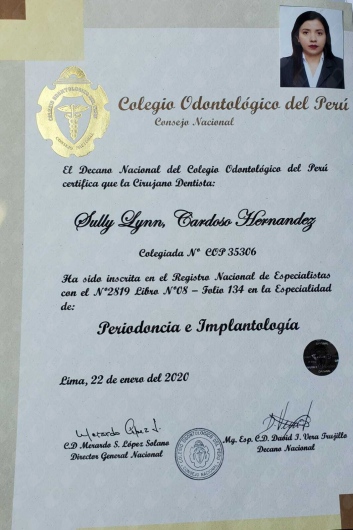 Colegio Odontológico del Perú
Consejo Nacional
El Decano Nacional del Colegio Odontológico del Perú
certifica que la Cirujano Dentista:
Sully Lynn, Cardoso Hernandez
Colegiada N° COP 35306
Ha sido inscrita en el Registro Nacional de Especialistas
con el N°2819 Libro N°08 – Folio 134 en la Especialidad
de:
Periodoncia e Implantología
Lima, 22 de enero del 2020
C.D Merardo S. López Solano
Director General Nacional
Mg. Esp. C.D. David I. Vera Trujillo
Decano Nacional